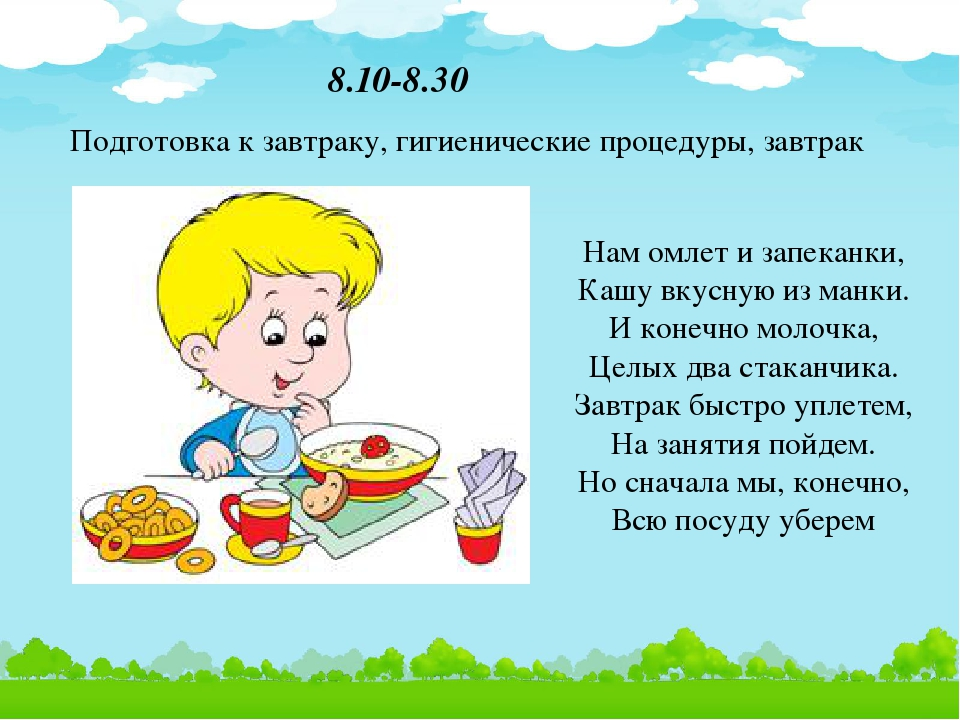 8.10-8.30
Подготовка к завтраку, гигиенические процедуры, завтрак
Нам омлет и запеканки,
Кашу вкусную из манки.
И конечно молочка,
Целых два стаканчика.
Завтрак быстро уплетем,
На занятия пойдем.
Но сначала мы, конечно,
Всю посуду уберем